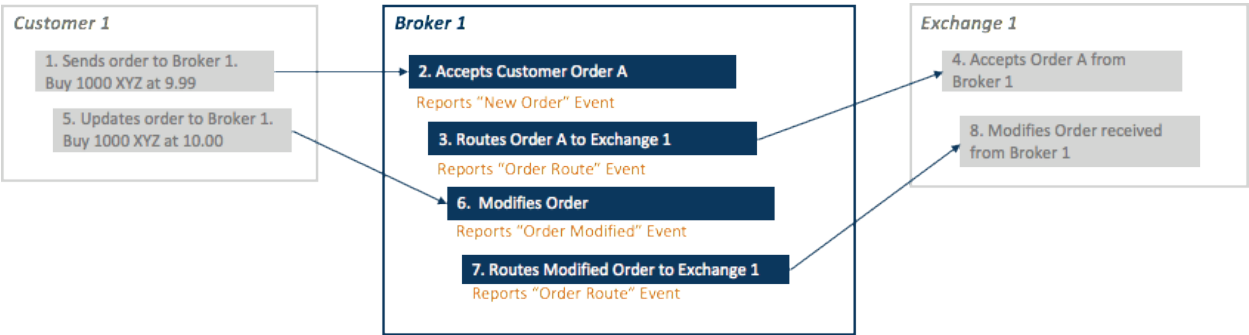 Customer 1
1. Sends order to Broker 1.
Buy 1000 XYZ at 9.99
5. Updates order to Broker 1.
Buy 1000 XYZ at 10.00
Broker 1
2. Accepts Customer Order A
Reports "New Order" Event
3. Routes Order A to Exchange 1
Reports "Order Route" Event
6. Modifies Order
Reports "Order Modified" Event
7. Routes Modified Order to Exchange 1
Reports "Order Route" Event
Exchange 1
4. Accepts Order A from
Broker 1
8. Modifies Order received
from Broker 1